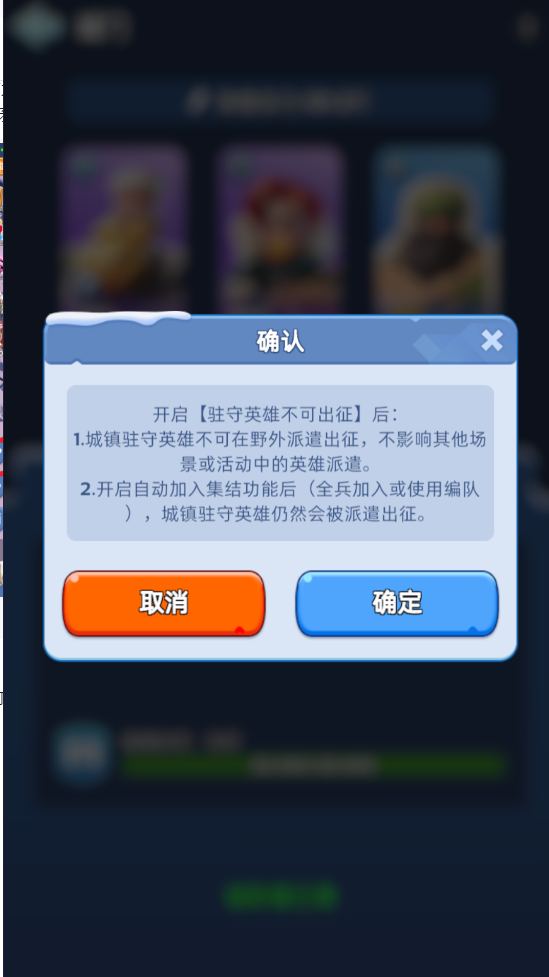 确认
开启【驻守英雄不可出征】后：
1.城镇驻守英雄不可在野外派遣出征，不影响其他场
景或活动中的英雄派遣。
2.开启自动加入集结功能后（全兵加入或使用编队
），城镇驻守英雄仍然会被派遣出征。
取消
确定